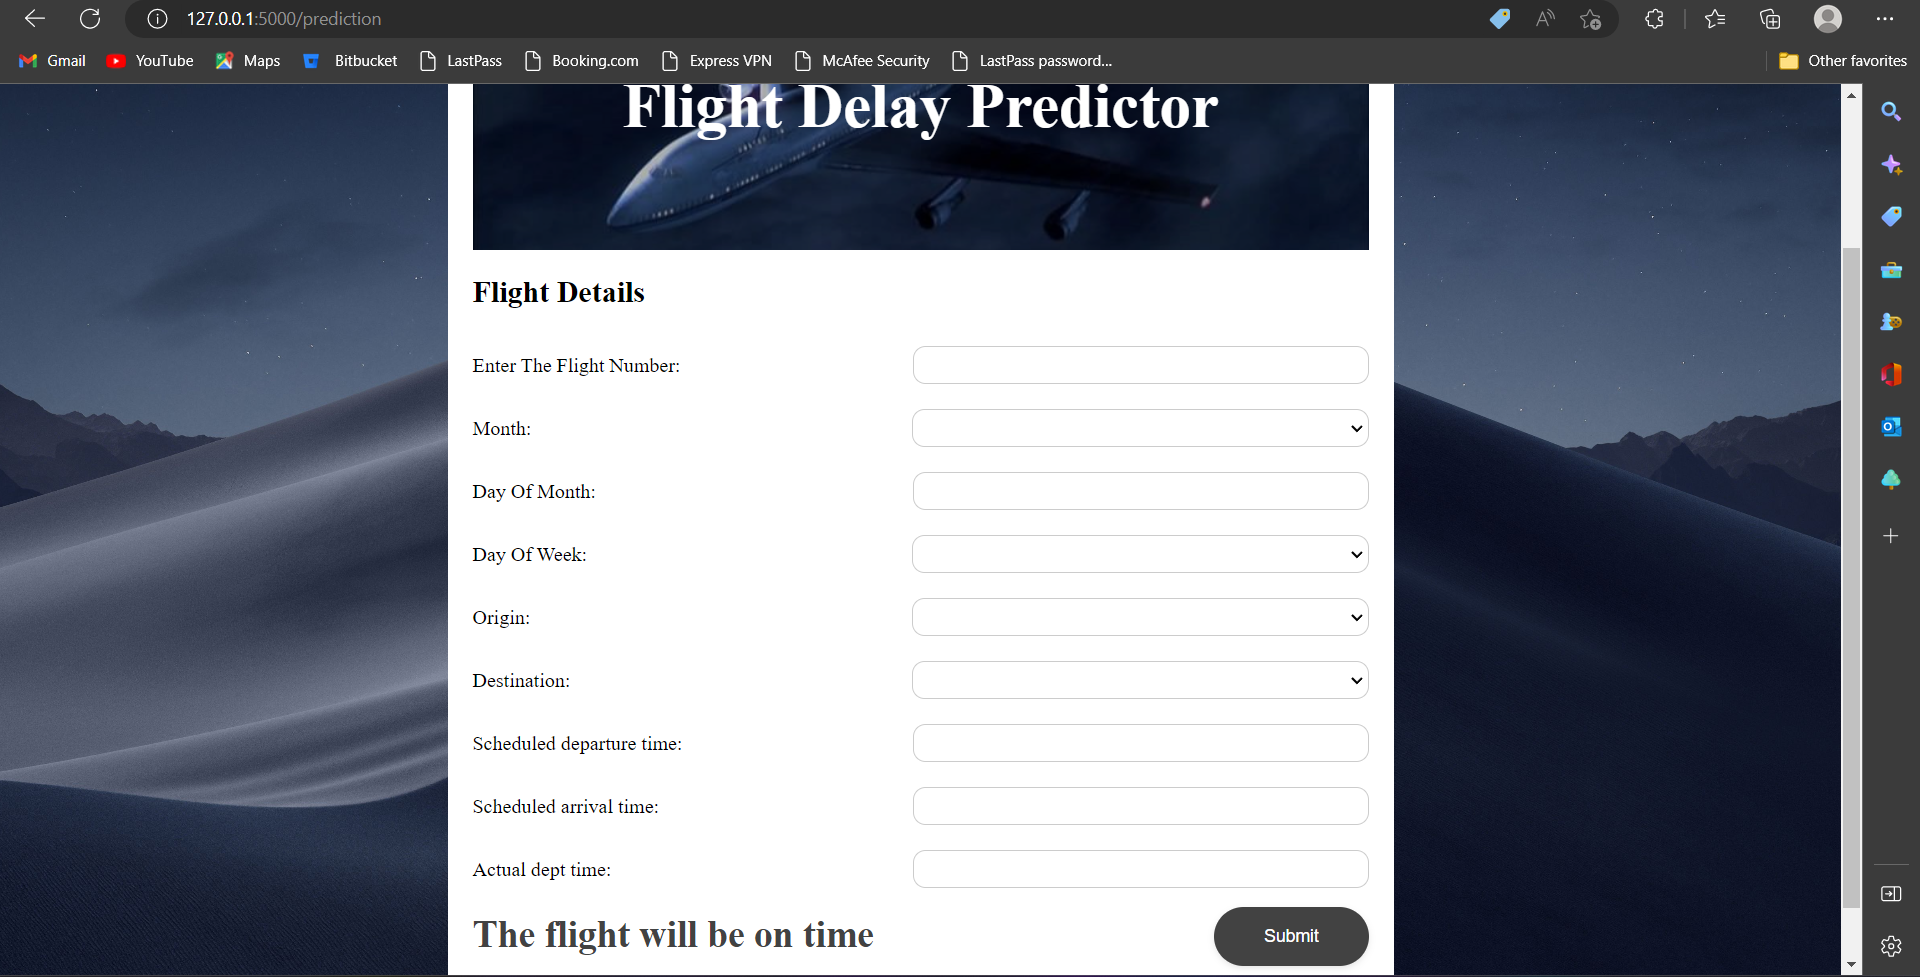 127.0.0.1:5000/prediction
Gmail YouTube Maps Bitbucket LastPass Booking.com Express VPN McAfee Security LastPass password... Other favorites
Flight Delay Predictor
Flight Details
Enter The Flight Number:
Month:
Day Of Month:
Day Of Week:
Origin:
Destination:
Scheduled departure time:
Scheduled arrival time:
Actual dept time:
The flight will be on time Submit